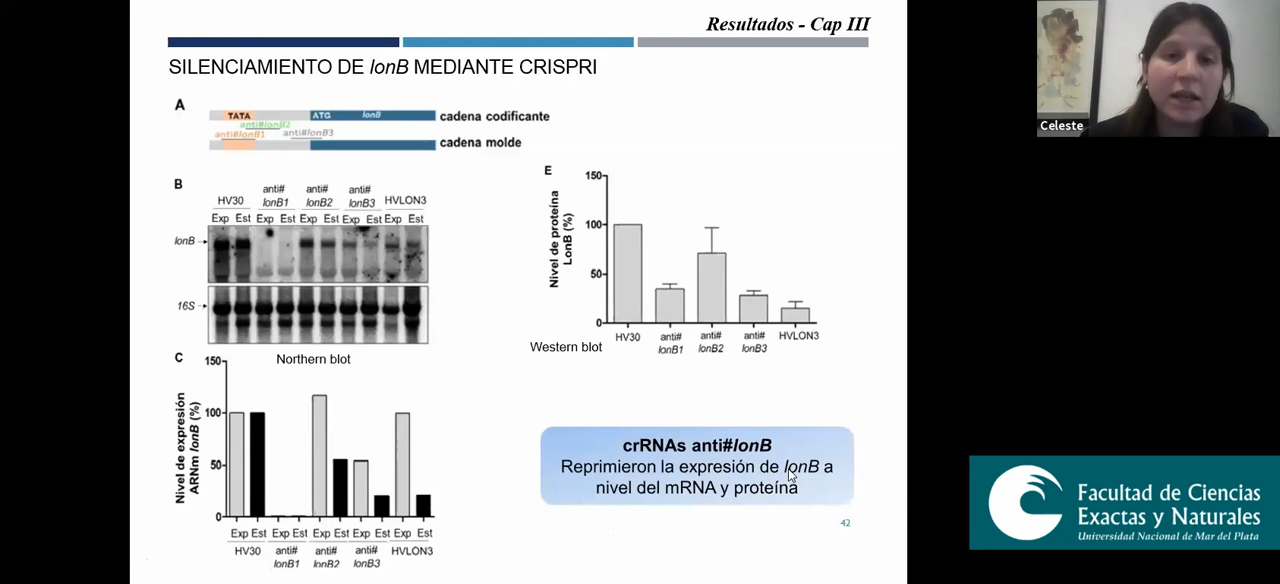 Resultados - Cap III
SILENCIAMIENTO DE lonB MEDIANTE CRISPRI
A
TATA ATG lonB cadena codificante
anti#lonB2
anti#lonB1 anti#lonB3
cadena molde
B
HV30 anti# lonB1 anti# lonB2 anti# lonB3 HVLON3
Exp Est Exp Est Exp Est Exp Est Exp Est
lonB
16S
Northern blot
C
Nivel de expresión
ARNm lonB (%)
150
100
50
0
Exp Est Exp Est Exp Est Exp Est Exp Est
HV30 anti# lonB1 anti# lonB2 anti# lonB3 HVLON3
E
Nivel de proteína
LonB (%)
150
100
50
0
HV30 anti# lonB1 anti# lonB2 anti# lonB3 HVLON3
Western blot
crRNAs anti#lonB
Reprimieron la expresión de lonB a
nivel del mRNA y proteína
42
Celeste
Facultad de Ciencias
Exactas y Naturales
Universidad Nacional de Mar del Plata